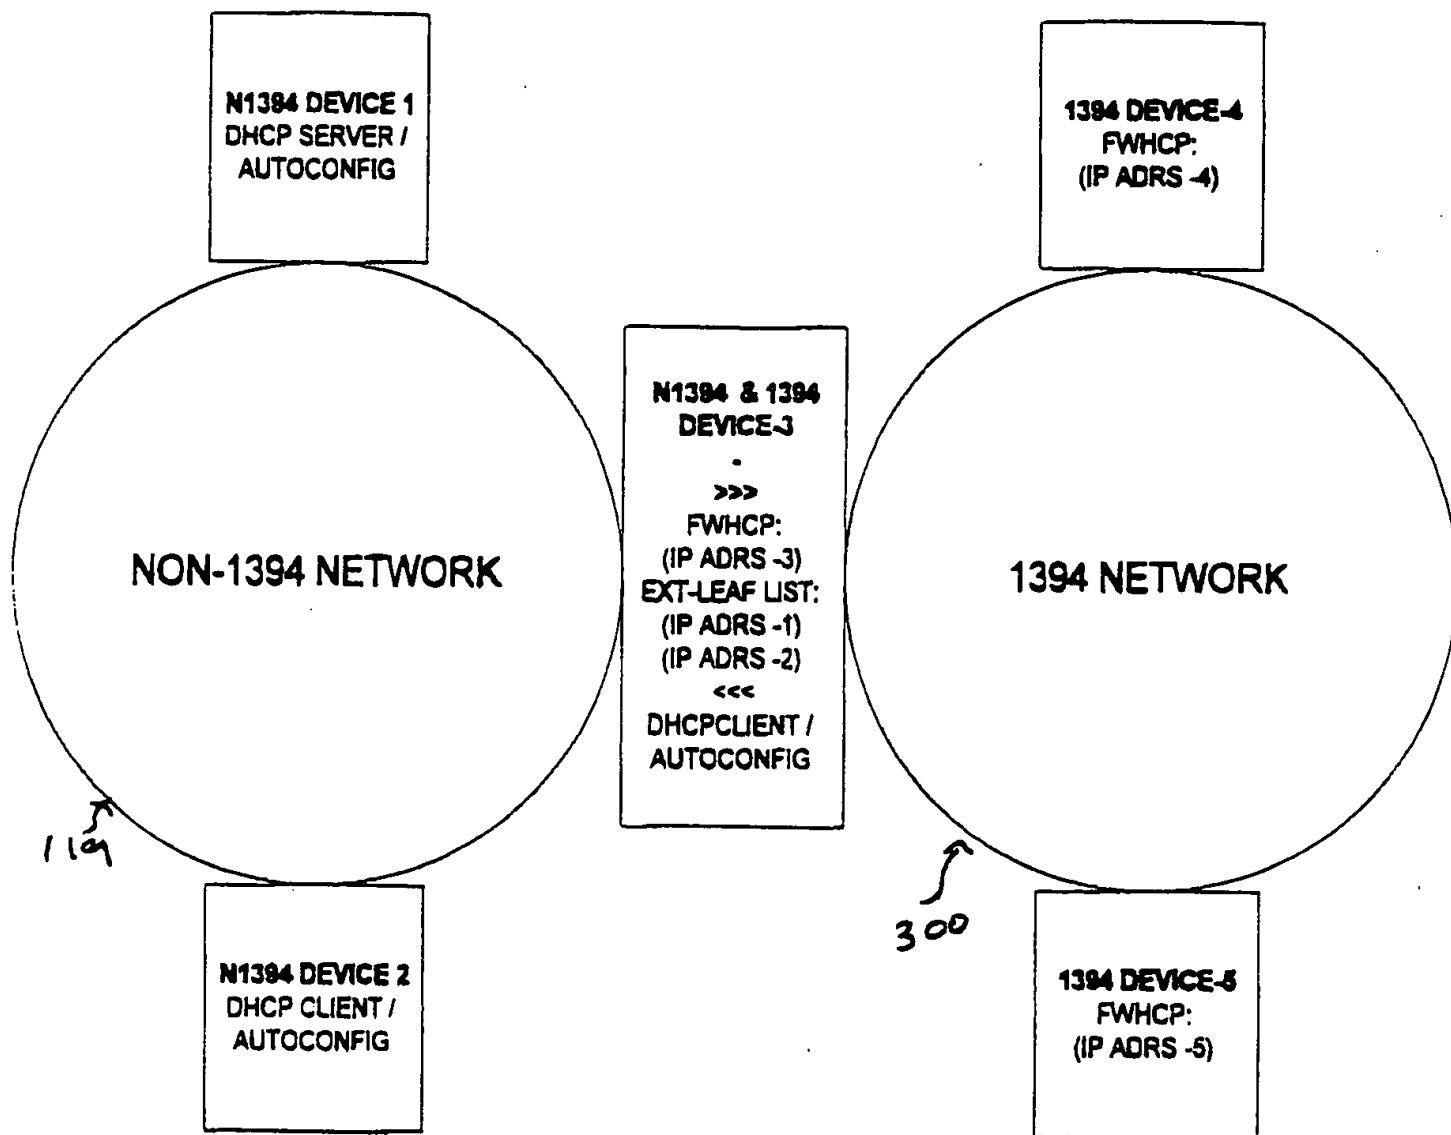 N1394 DEVICE 1
DHCP SERVER /
AUTOCONFIG
1394 DEVICE-4
FWHCP:
(IP ADRS -4)
NON-1394 NETWORK
N1394 & 1394
DEVICE-3
>>>
FWHCP:
(IP ADRS -3)
EXT-LEAF LIST:
(IP ADRS -1)
(IP ADRS -2)
<<<
DHCPCLIENT /
AUTOCONFIG
1394 NETWORK
119
300
N1394 DEVICE 2
DHCP CLIENT /
AUTOCONFIG
1394 DEVICE-5
FWHCP:
(IP ADRS -5)